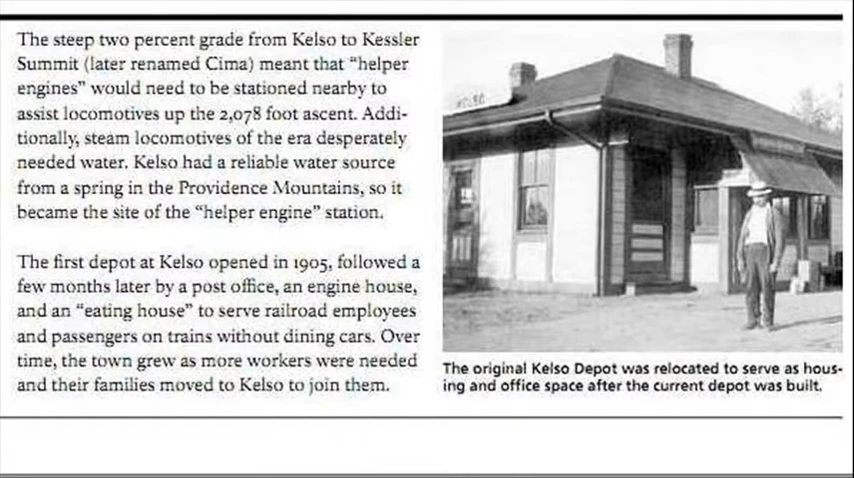 The steep two percent grade from Kelso to Kessler
Summit (later renamed Cima) meant that “helper
engines” would need to be stationed nearby to
assist locomotives up the 2,078 foot ascent. Addi-
tionally, steam locomotives of the era desperately
needed water. Kelso had a reliable water source
from a spring in the Providence Mountains, so it
became the site of the “helper engine” station.
The first depot at Kelso opened in 1905, followed a
few months later by a post office, an engine house,
and an “eating house” to serve railroad employees
and passengers on trains without dining cars. Over
time, the town grew as more workers were needed
and their families moved to Kelso to join them.
KELSO
The original Kelso Depot was relocated to serve as hous-
ing and office space after the current depot was built.